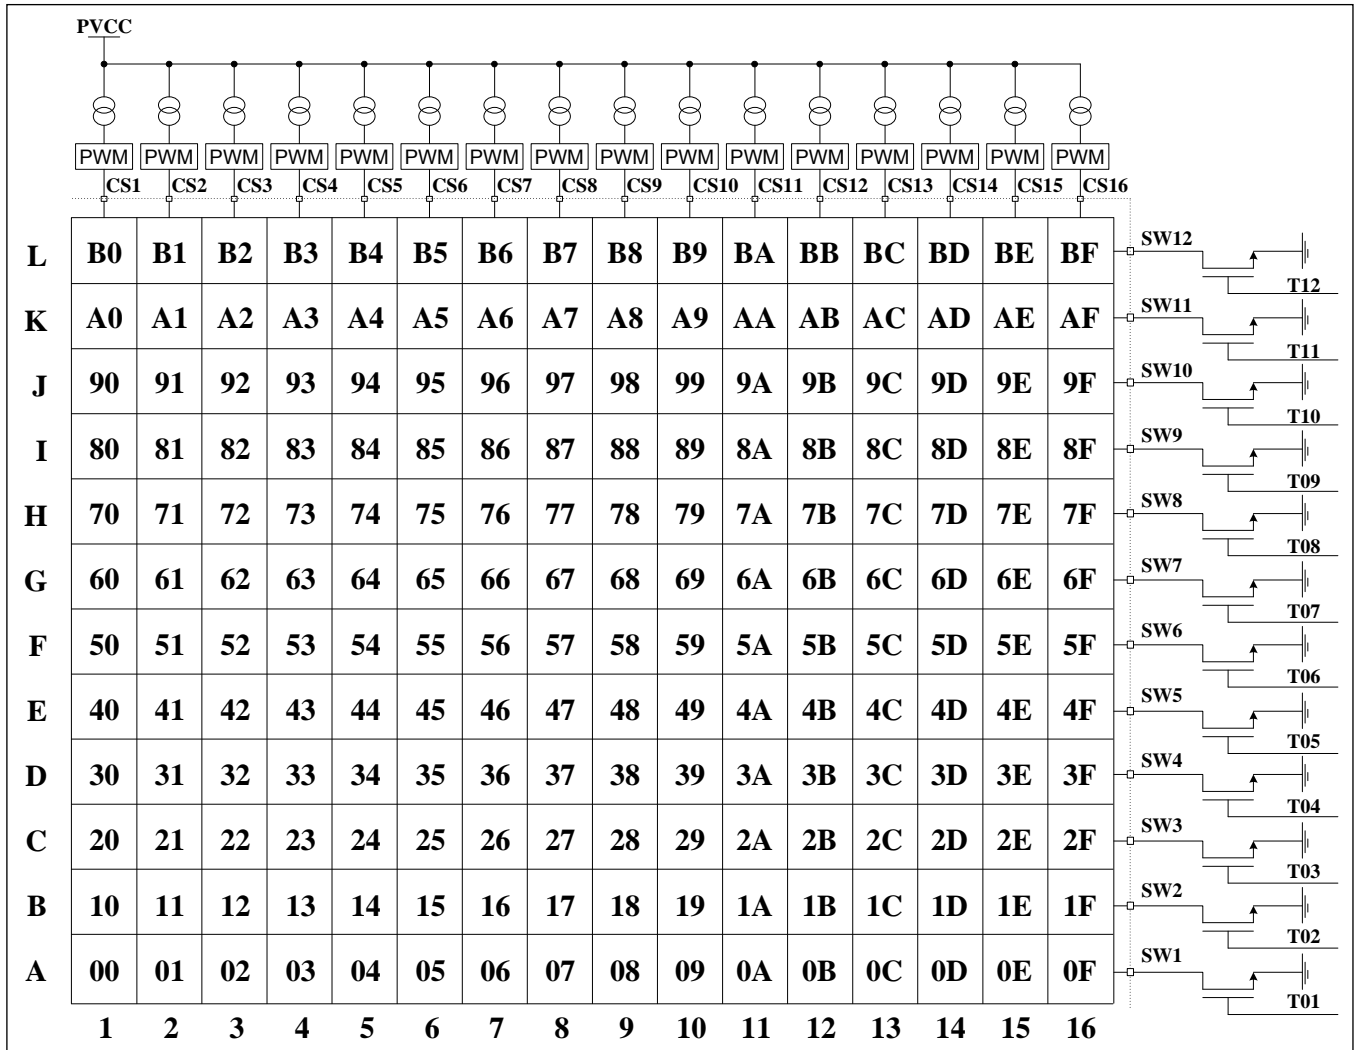 PVCC
PWM PWM PWM PWM PWM PWM PWM PWM PWM PWM PWM PWM PWM PWM PWM PWM
CS1 CS2 CS3 CS4 CS5 CS6 CS7 CS8 CS9 CS10 CS11 CS12 CS13 CS14 CS15 CS16
L B0 B1 B2 B3 B4 B5 B6 B7 B8 B9 BA BB BC BD BE BF SW12
T12
K A0 A1 A2 A3 A4 A5 A6 A7 A8 A9 AA AB AC AD AE AF SW11
T11
J 90 91 92 93 94 95 96 97 98 99 9A 9B 9C 9D 9E 9F SW10
T10
I 80 81 82 83 84 85 86 87 88 89 8A 8B 8C 8D 8E 8F SW9
T09
H 70 71 72 73 74 75 76 77 78 79 7A 7B 7C 7D 7E 7F SW8
T08
G 60 61 62 63 64 65 66 67 68 69 6A 6B 6C 6D 6E 6F SW7
T07
F 50 51 52 53 54 55 56 57 58 59 5A 5B 5C 5D 5E 5F SW6
T06
E 40 41 42 43 44 45 46 47 48 49 4A 4B 4C 4D 4E 4F SW5
T05
D 30 31 32 33 34 35 36 37 38 39 3A 3B 3C 3D 3E 3F SW4
T04
C 20 21 22 23 24 25 26 27 28 29 2A 2B 2C 2D 2E 2F SW3
T03
B 10 11 12 13 14 15 16 17 18 19 1A 1B 1C 1D 1E 1F SW2
T02
A 00 01 02 03 04 05 06 07 08 09 0A 0B 0C 0D 0E 0F SW1
T01
1 2 3 4 5 6 7 8 9 10 11 12 13 14 15 16